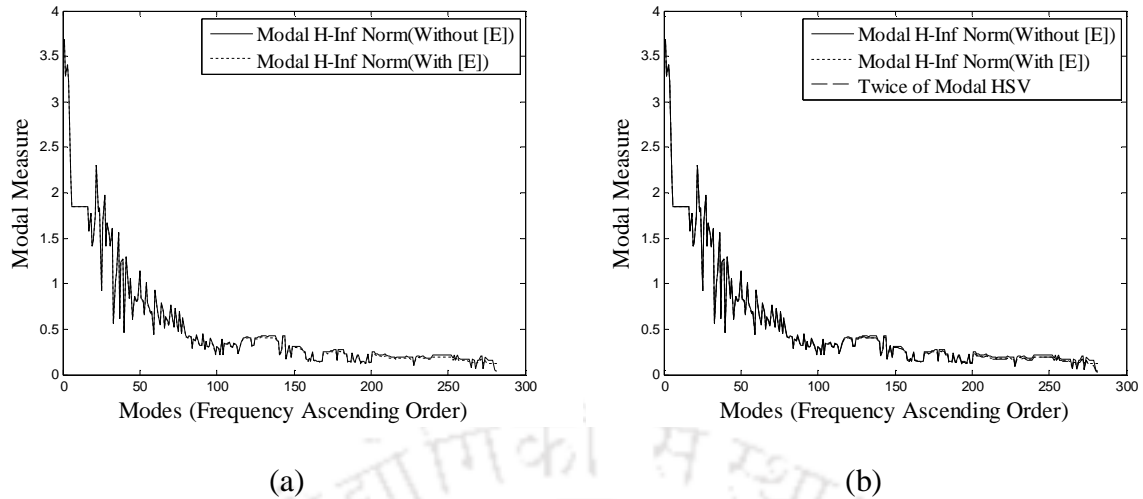 Modal H-Inf Norm(Without [E])
Modal H-Inf Norm(With [E])
4
3.5
3
2.5
2
1.5
1
0.5
0
Modal Measure
0 50 100 150 200 250 300
Modes (Frequency Ascending Order)
(a)
Modal H-Inf Norm(Without [E])
Modal H-Inf Norm(With [E])
Twice of Modal HSV
4
3.5
3
2.5
2
1.5
1
0.5
0
Modal Measure
0 50 100 150 200 250 300
Modes (Frequency Ascending Order)
(b)